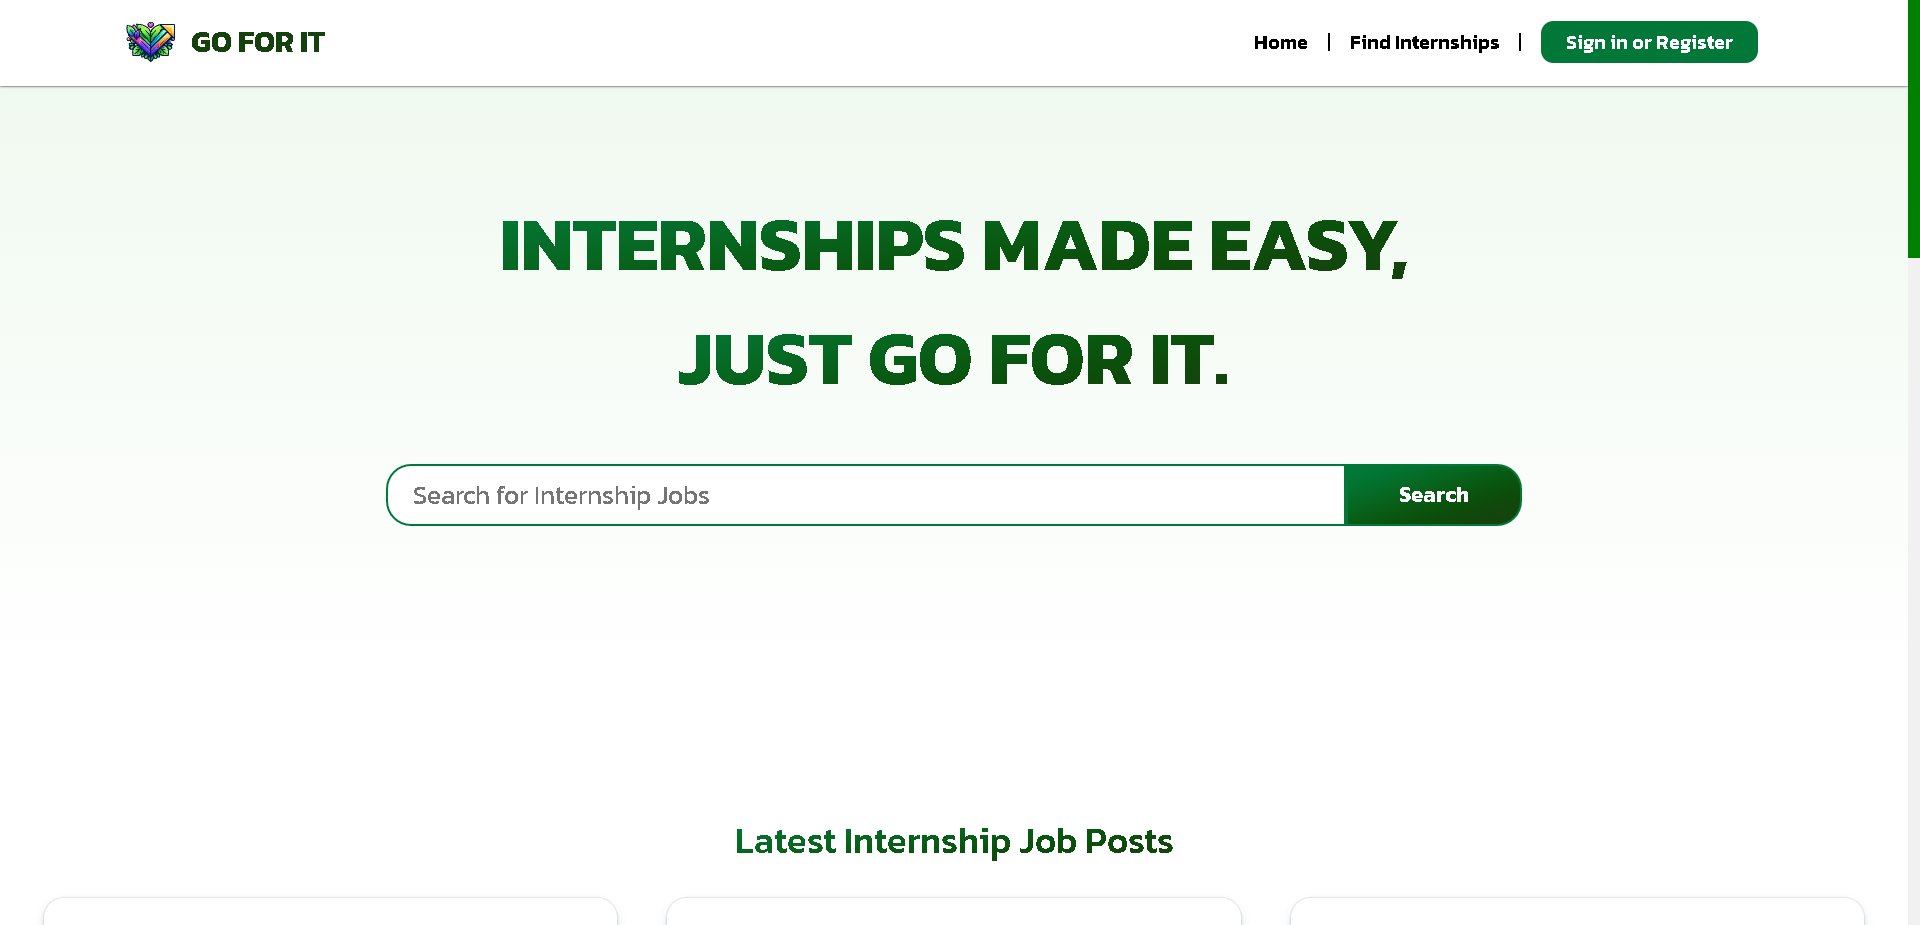 GO FOR IT
Home | Find Internships | Sign in or Register
INTERNSHIPS MADE EASY,
JUST GO FOR IT.
Search for Internship Jobs
Search
Latest Internship Job Posts